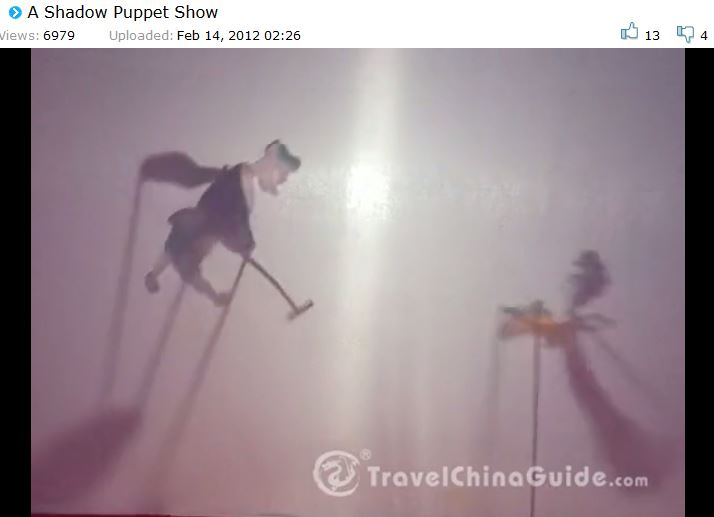 A Shadow Puppet Show
Views: 6979 Uploaded: Feb 14, 2012 02:26 13 4
® TravelChinaGuide.com